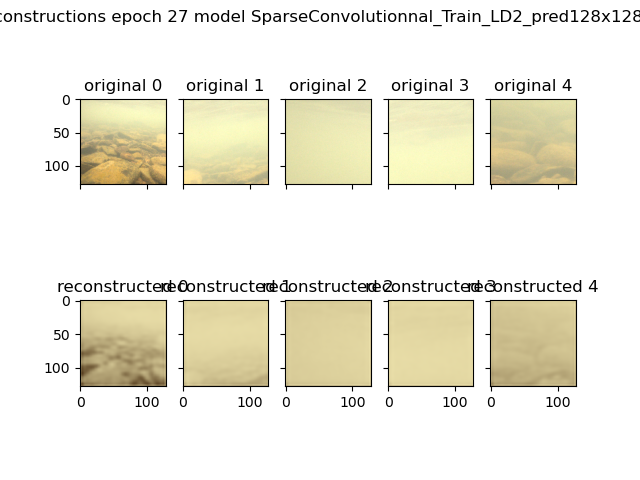 constructions epoch 27 model SparseConvolutionnal_Train_LD2_pred128x128
original 0 original 1 original 2 original 3 original 4
0
50
100
reconstructed 0 reconstructed 1 reconstructed 2 reconstructed 3 reconstructed 4
0
50
100
0 100 0 100 0 100 0 100 0 100